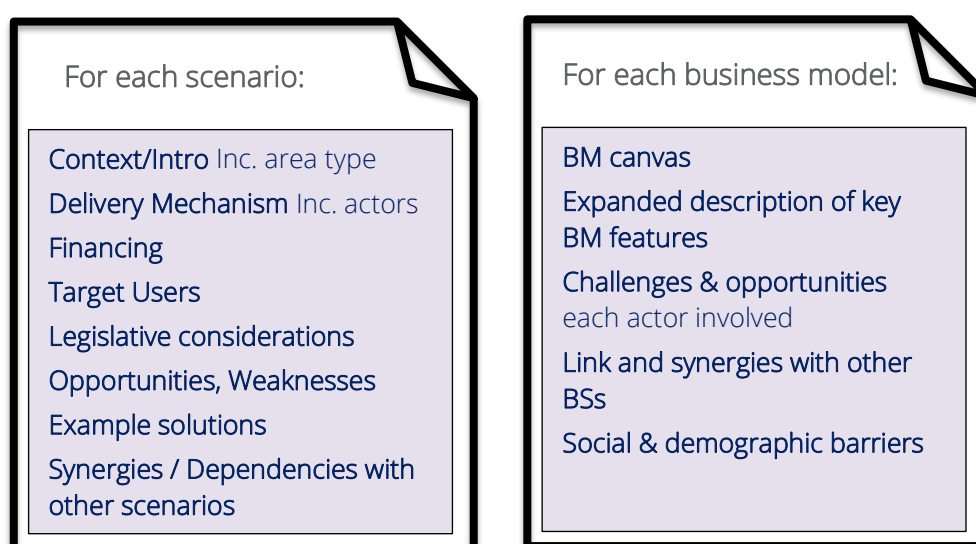 For each scenario:
Context/Intro Inc. area type
Delivery Mechanism Inc. actors
Financing
Target Users
Legislative considerations
Opportunities, Weaknesses
Example solutions
Synergies / Dependencies with
other scenarios
For each business model:
BM canvas
Expanded description of key
BM features
Challenges & opportunities
each actor involved
Link and synergies with other
BSs
Social & demographic barriers